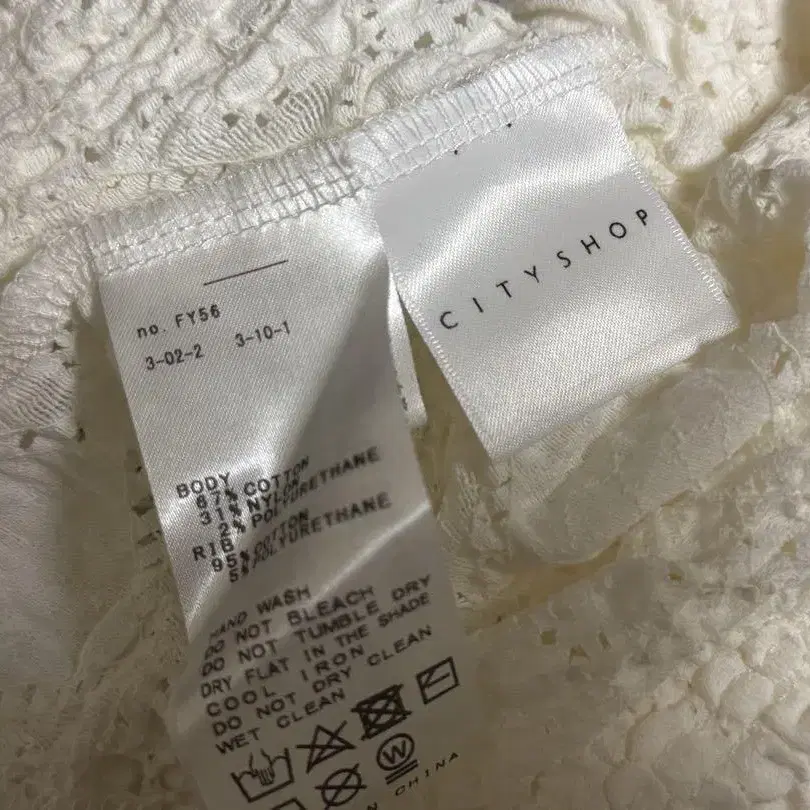 no. FY56
3-02-2 3-10-1
BODY
67% COTTON
31% NYLON
2% POLYURETHANE
RIB
95% COTTON
5% POLYURETHANE
HAND WASH
DO NOT BLEACH
DO NOT TUMBLE DRY
DRY FLAT IN THE SHADE
COOL IRON
DO NOT DRY CLEAN
WET CLEAN
W
CHINA
CITYSHOP